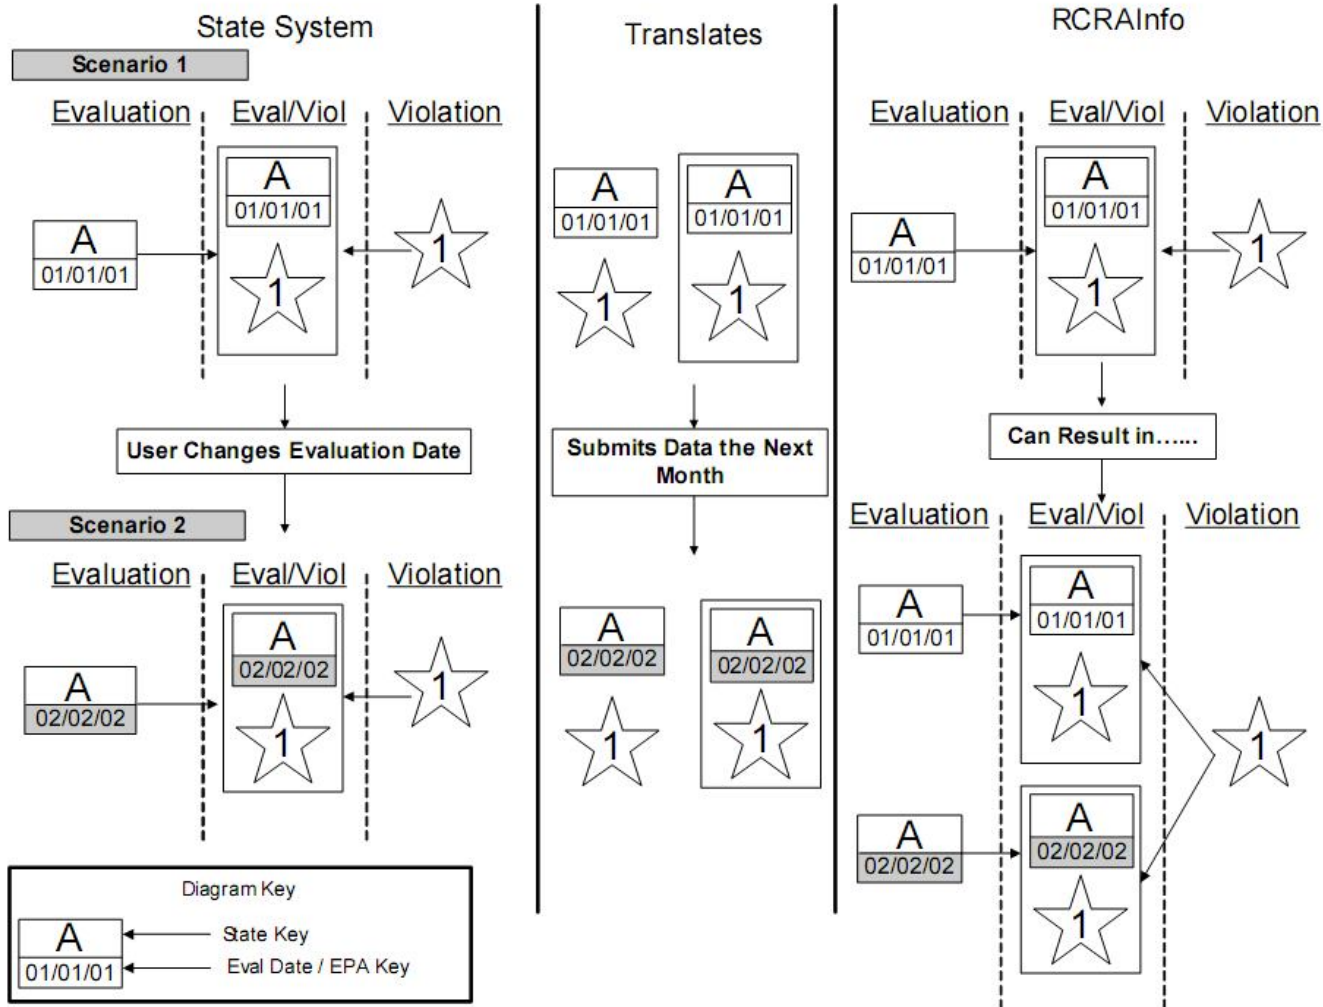 State System
Translates
RCRAInfo
Scenario 1
Evaluation Eval/Viol Violation
A
01/01/01
A
01/01/01
1
1
A
01/01/01
1
A
01/01/01
1
Evaluation Eval/Viol Violation
A
01/01/01
A
01/01/01
1
1
User Changes Evaluation Date
Submits Data the Next
Month
Can Result in......
Scenario 2
Evaluation Eval/Viol Violation
A
02/02/02
A
02/02/02
1
1
A
02/02/02
1
A
02/02/02
1
Evaluation Eval/Viol Violation
A
01/01/01
A
01/01/01
1
1
A
02/02/02
A
02/02/02
1
Diagram Key
A
01/01/01
State Key
Eval Date / EPA Key